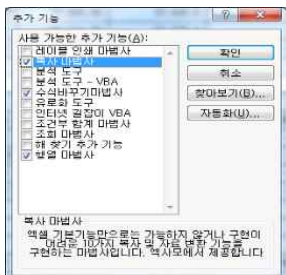 추가 기능
사용 가능한 추가 기능(A):
레이블 인쇄 마법사
복사 마법사
분석 도구
분석 도구 - VBA
수식바꾸기마법사
유로화 도구
인터넷 길잡이 VBA
조건부 합계 마법사
조회 마법사
해 찾기 추가 기능
행열 마법사
확인
취소
찾아보기(B)...
자동화(U)...
복사 마법사
엑셀 기본기능만으로는 가능하지 않거나 구현이
어려운 10가지 복사 및 자료 변환 기능을
구현하는 마법사입니다. 엑사모에서 제공합니다